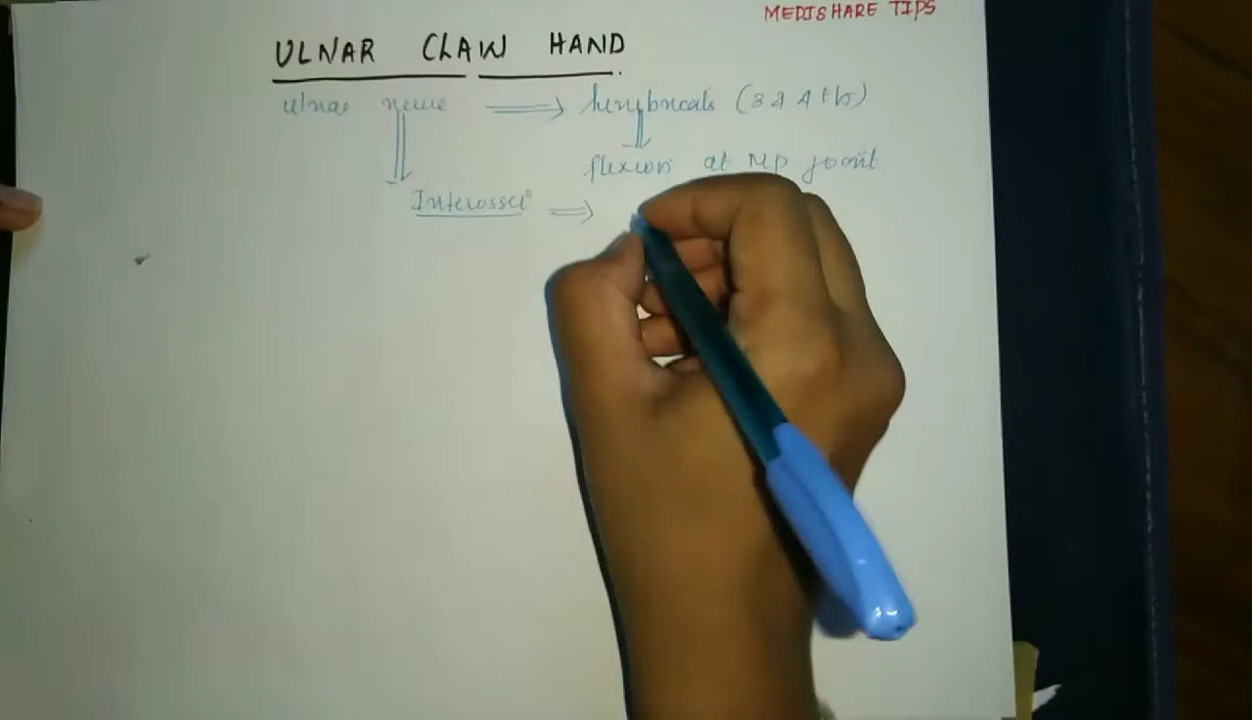 MEDISHARE TIPS
ULNAR CLAW HAND.
ulnar nerve ⇒ lumbricals (3 & 4th)
flexion at MP joint
Interossei ⇒